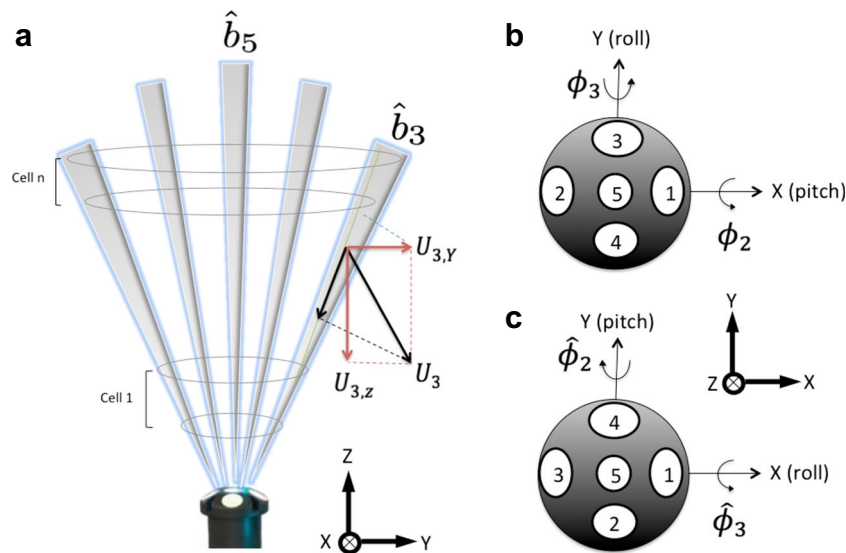 a
b̂₅
b̂₃
Cell n
U₃,Y
U₃,z
U₃
Cell 1
Z
X
Y
b
Y (roll)
ϕ₃
3
2
5
1
X (pitch)
4
ϕ₂
c
Y (pitch)
ϕ̂₂
Y
Z
X
4
3
5
1
X (roll)
2
ϕ̂₃